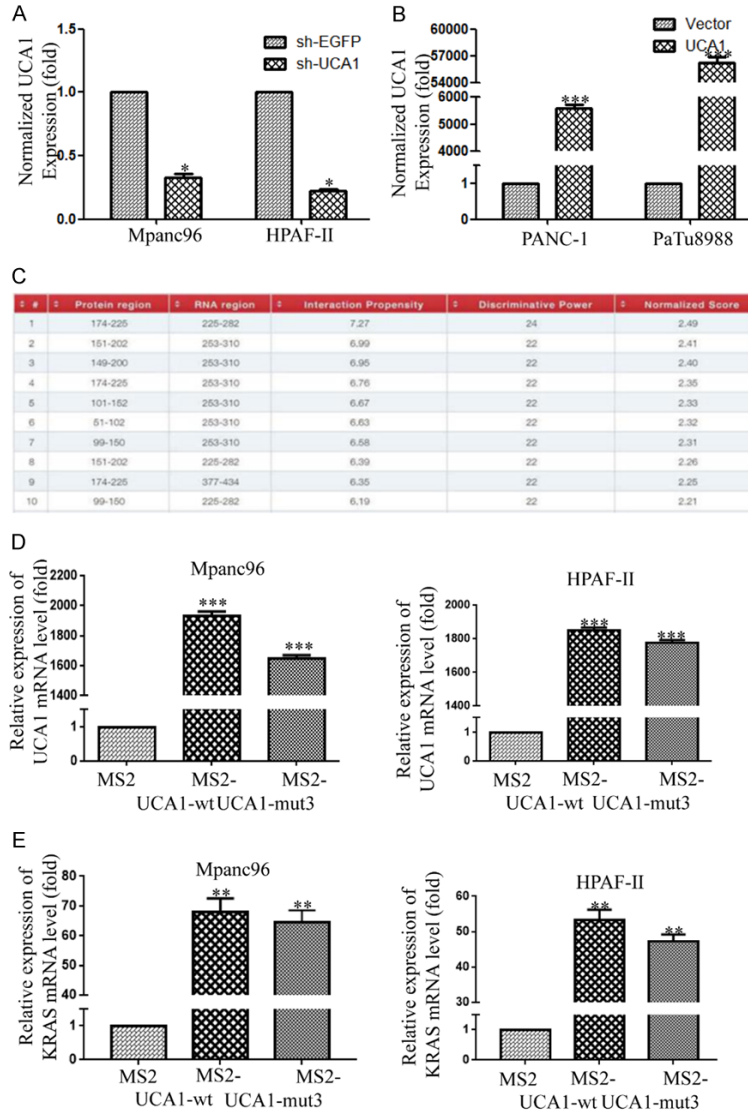 A
Normalized UCA1
Expression (fold)
1.5
1.0
0.5
0.0
sh-EGFP
sh-UCA1
*
*
Mpanc96 HPAF-II
B
Normalized UCA1
Expression (fold)
58000
57000
56000
54000
6000
4000
1
0
Vector
UCA1
***
***
PANC-1 PaTu8988
C
# Protein region RNA region Interaction Propensity Discriminative Power Normalized Score
1 174-225 225-282 7.27 24 2.49
2 151-202 253-310 6.99 22 2.41
3 149-200 253-310 6.95 22 2.40
4 174-225 253-310 6.76 22 2.35
5 101-152 253-310 6.67 22 2.33
6 51-102 253-310 6.63 22 2.32
7 99-150 253-310 6.58 22 2.31
8 151-202 225-282 6.39 22 2.26
9 174-225 377-434 6.35 22 2.25
10 99-150 225-282 6.19 22 2.21
D
Mpanc96
Relative expression of
UCA1 mRNA level (fold)
2200
2000
1800
1600
1400
1
0
***
***
MS2 MS2- MS2-
UCA1-wt UCA1-mut3
HPAF-II
Relative expression of
UCA1 mRNA level (fold)
2000
1800
1600
1400
1
0
***
***
MS2 MS2- MS2-
UCA1-wt UCA1-mut3
E
Mpanc96
Relative expression of
KRAS mRNA level (fold)
80
70
60
50
40
1
0
**
**
MS2 MS2- MS2-
UCA1-wt UCA1-mut3
HPAF-II
Relative expression of
KRAS mRNA level (fold)
60
50
40
30
1
0
**
**
MS2 MS2- MS2-
UCA1-wt UCA1-mut3